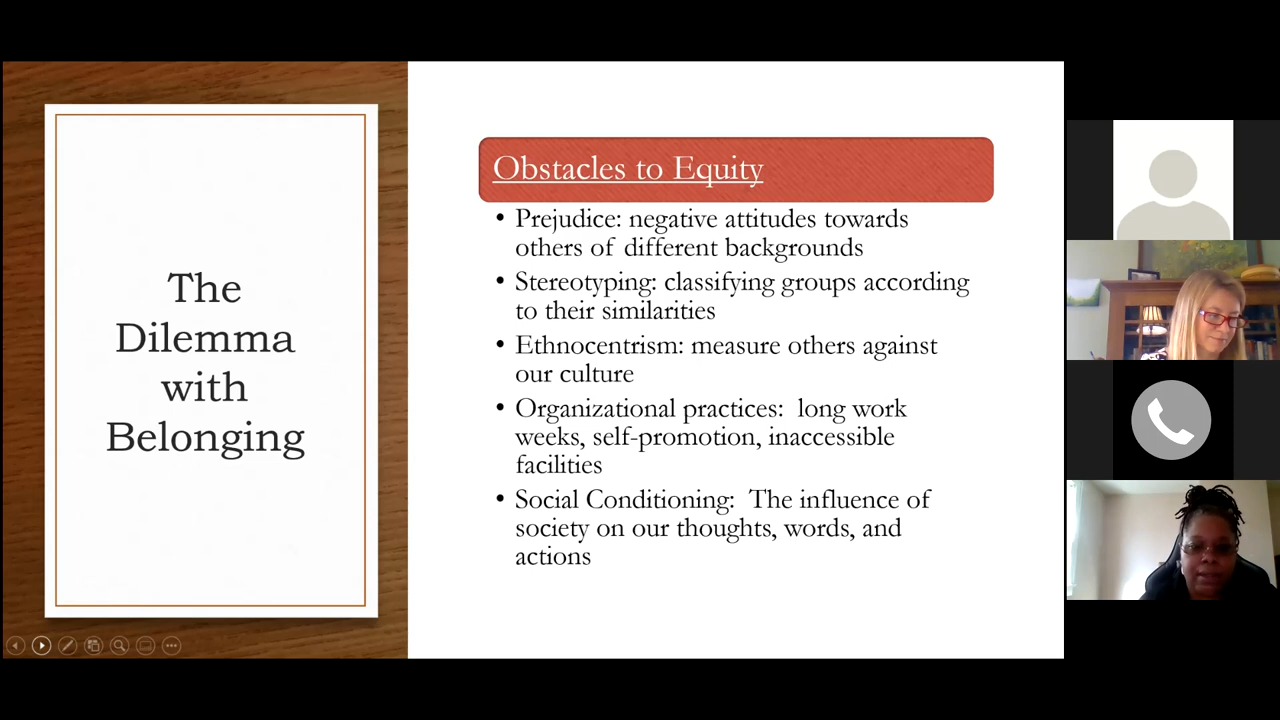 The
Dilemma
with
Belonging
Obstacles to Equity
• Prejudice: negative attitudes towards
others of different backgrounds
• Stereotyping: classifying groups according
to their similarities
• Ethnocentrism: measure others against
our culture
• Organizational practices:  long work
weeks, self-promotion, inaccessible
facilities
• Social Conditioning:  The influence of
society on our thoughts, words, and
actions